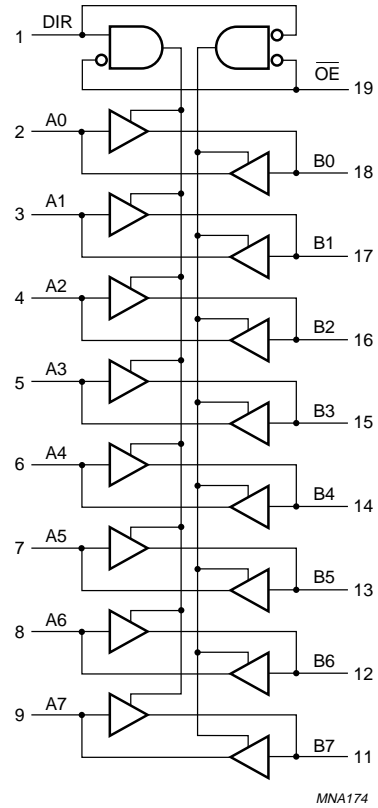 1 DIR
O̅E̅ 19
2 A0
B0 18
3 A1
B1 17
4 A2
B2 16
5 A3
B3 15
6 A4
B4 14
7 A5
B5 13
8 A6
B6 12
9 A7
B7 11
MNA174